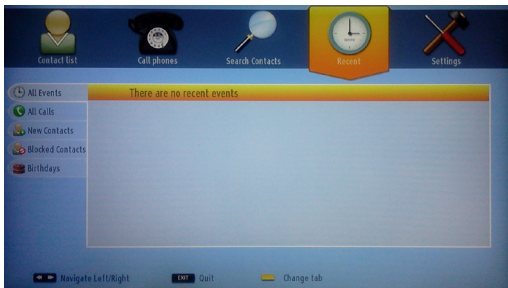 Contact list
Call phones
Search Contacts
Recent
Settings
All Events
There are no recent events
All Calls
New Contacts
Blocked Contacts
Birthdays
Navigate Left/Right
EXIT Quit
Change tab